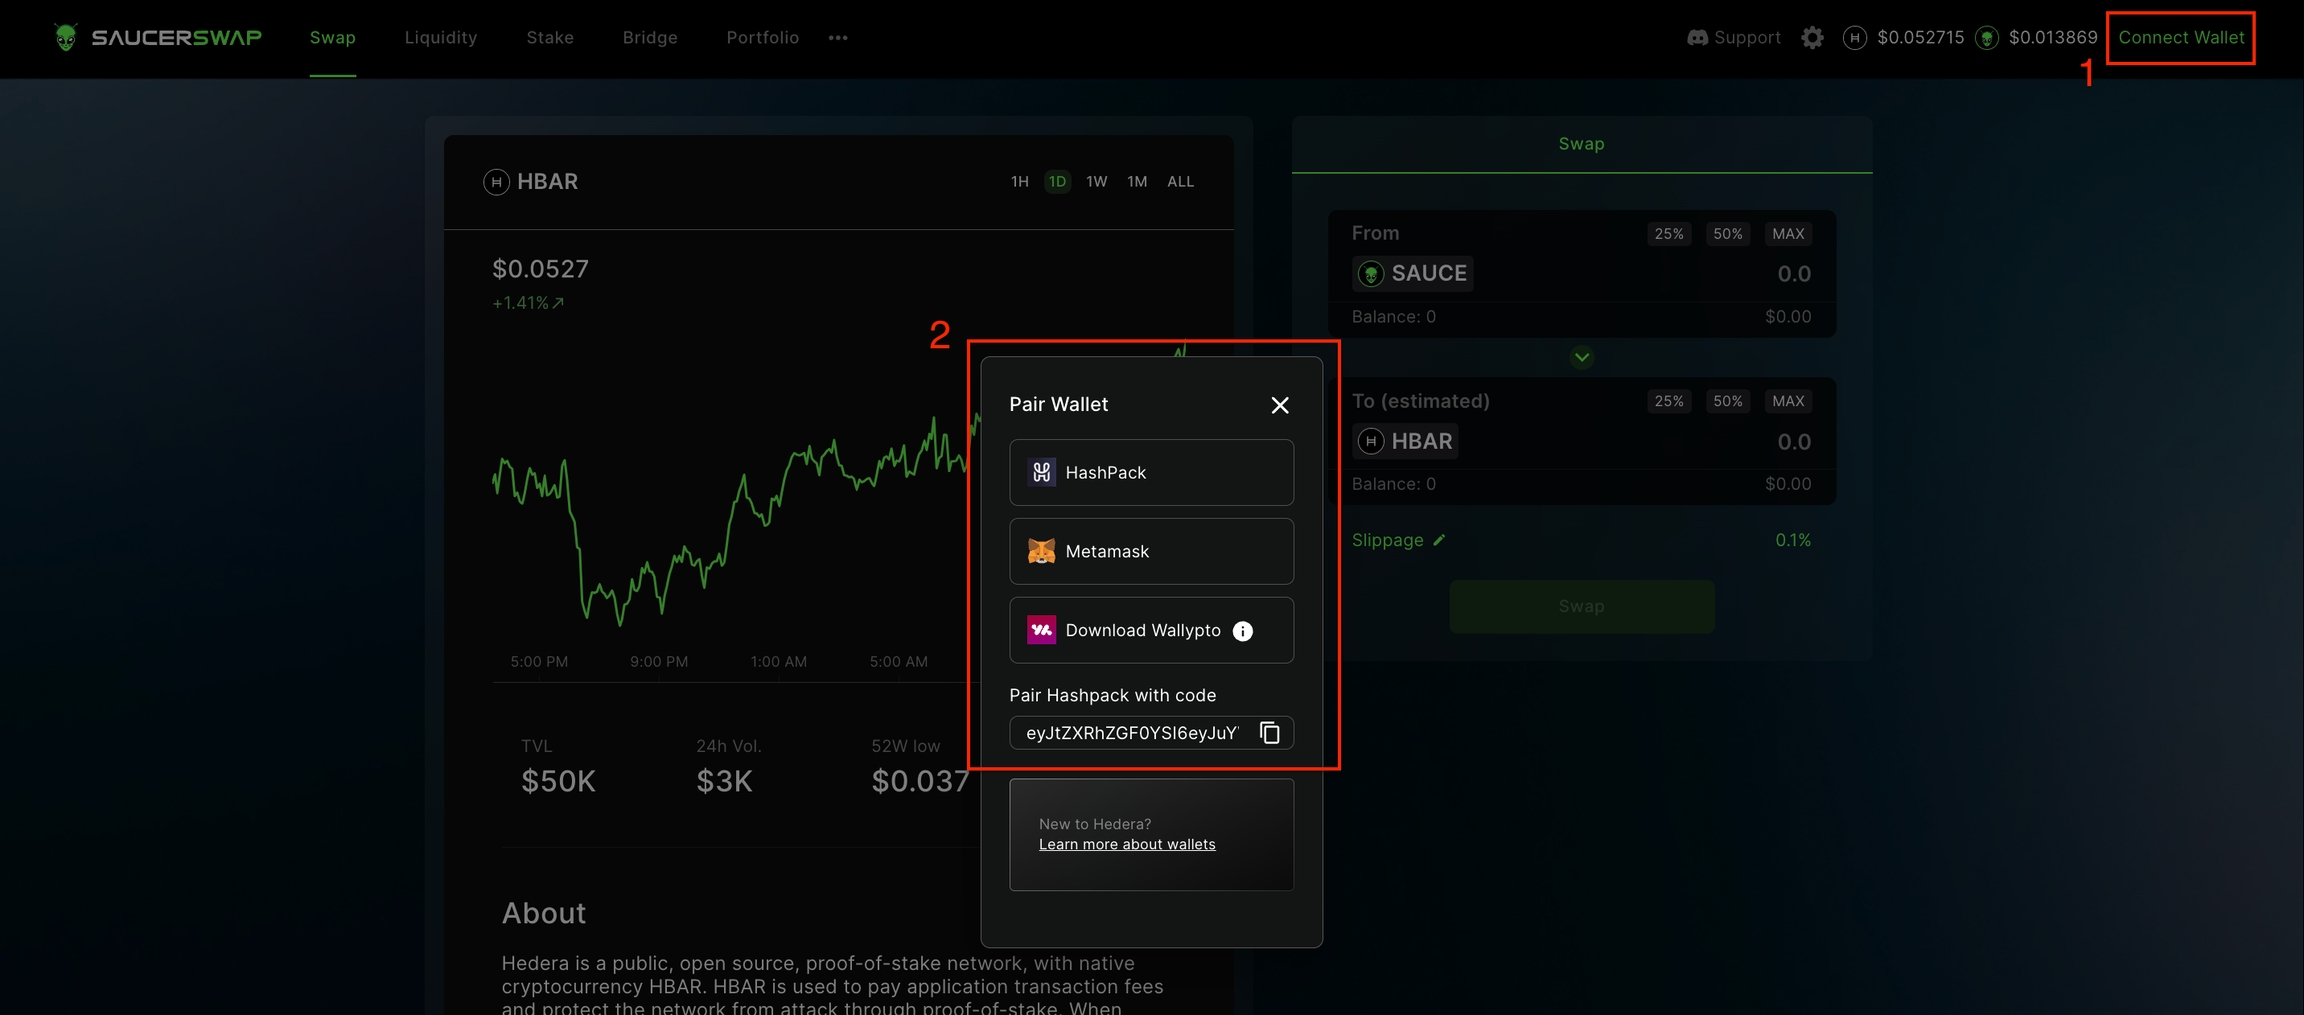 SAUCERSWAP Swap Liquidity Stake Bridge Portfolio ••• Support $0.052715 $0.013869 Connect Wallet
1
HBAR 1H 1D 1W 1M ALL
$0.0527
+1.41%
5:00 PM 9:00 PM 1:00 AM 5:00 AM
TVL 24h Vol. 52W low
$50K $3K $0.037
About
Hedera is a public, open source, proof-of-stake network, with native
cryptocurrency HBAR. HBAR is used to pay application transaction fees
and protect the network from attack through proof-of-stake. When
2
Pair Wallet
HashPack
Metamask
Download Wallypto
Pair Hashpack with code
eyJtZXRhZGF0YSI6eyJuY
New to Hedera?
Learn more about wallets
Swap
From 25% 50% MAX
SAUCE 0.0
Balance: 0 $0.00
To (estimated) 25% 50% MAX
HBAR 0.0
Balance: 0 $0.00
Slippage 0.1%
Swap